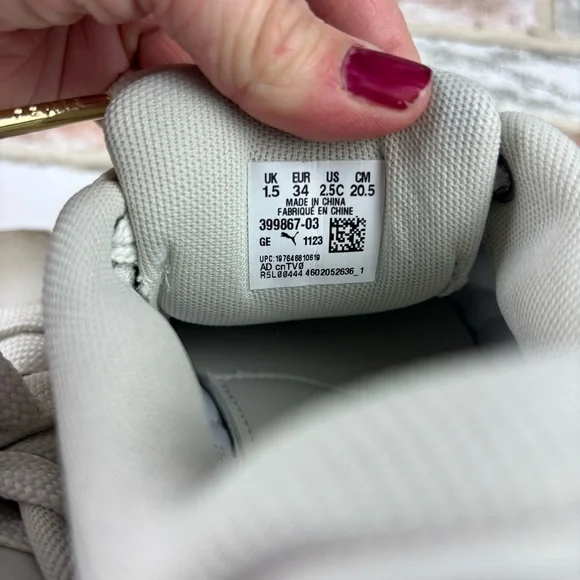 UK EUR US CM
1.5 34 2.5C 20.5
MADE IN CHINA
FABRIQUÉ EN CHINE
399867-03
GE 1123
UPC:197646810619
AD cnTV0
R5L00444 4602052636_1